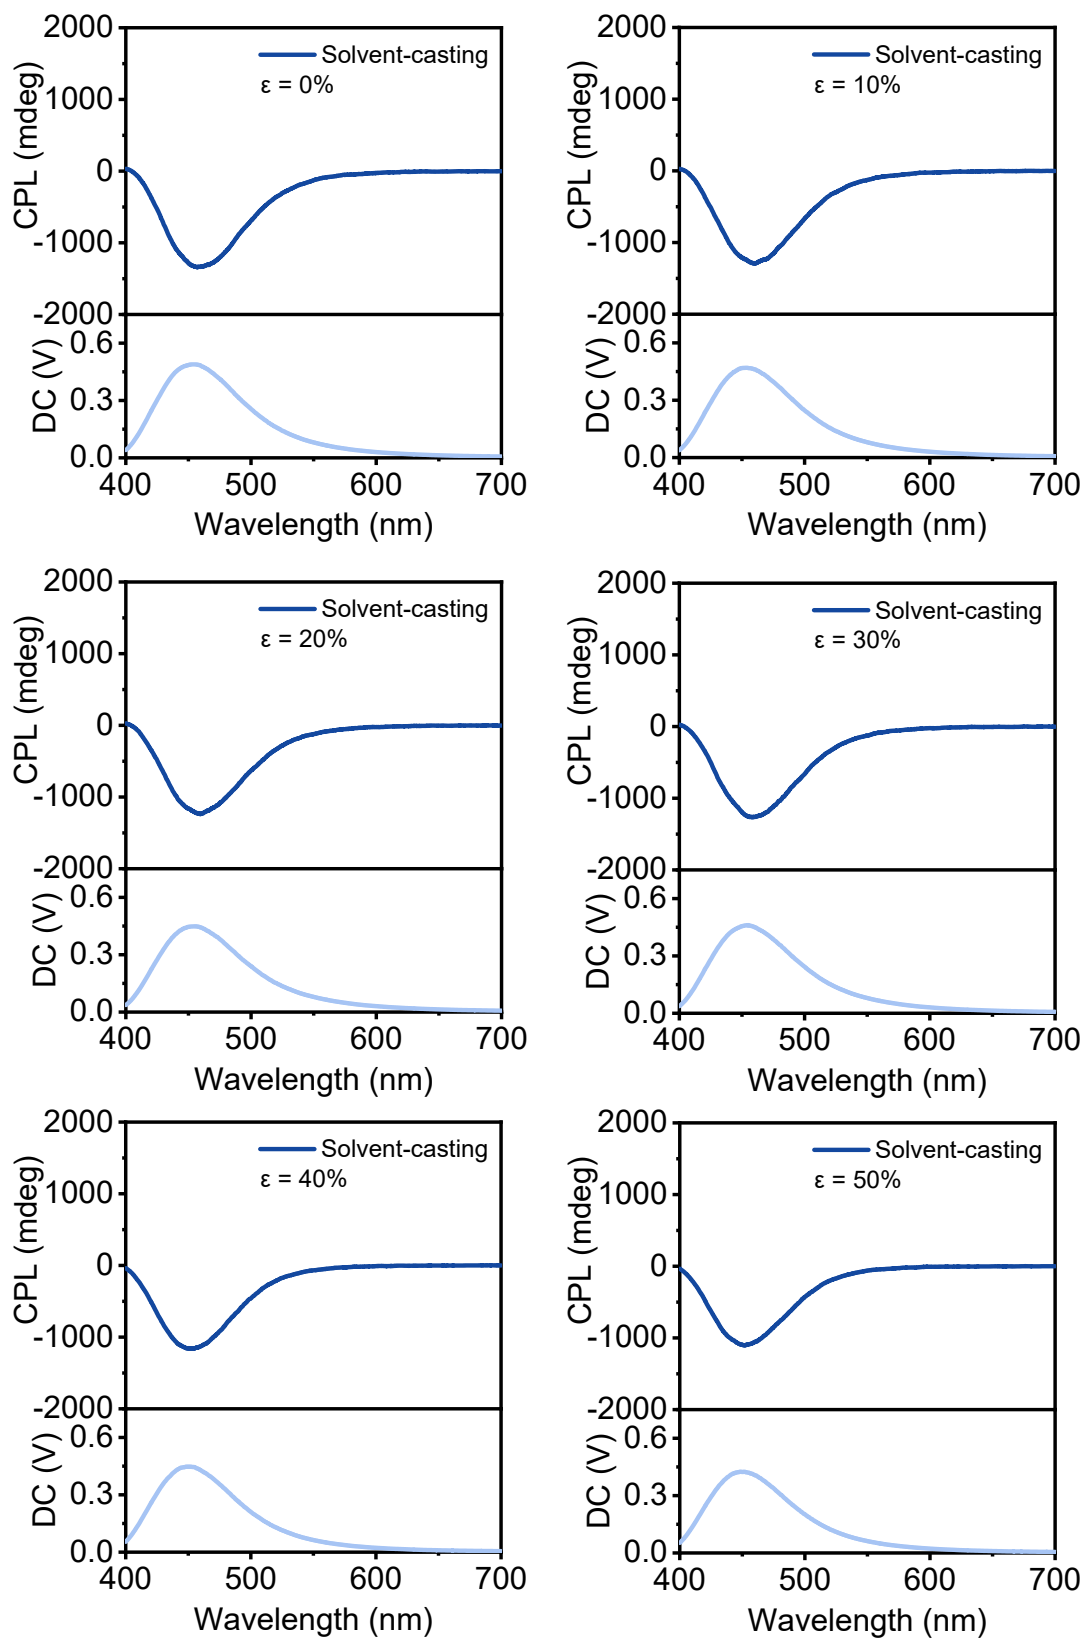 2000
1000
0
-1000
-2000
CPL (mdeg)
Solvent-casting
ε = 0%
0.6
0.3
0.0
DC (V)
400 500 600 700
Wavelength (nm)
2000
1000
0
-1000
-2000
CPL (mdeg)
Solvent-casting
ε = 10%
0.6
0.3
0.0
DC (V)
400 500 600 700
Wavelength (nm)
2000
1000
0
-1000
-2000
CPL (mdeg)
Solvent-casting
ε = 20%
0.6
0.3
0.0
DC (V)
400 500 600 700
Wavelength (nm)
2000
1000
0
-1000
-2000
CPL (mdeg)
Solvent-casting
ε = 30%
0.6
0.3
0.0
DC (V)
400 500 600 700
Wavelength (nm)
2000
1000
0
-1000
-2000
CPL (mdeg)
Solvent-casting
ε = 40%
0.6
0.3
0.0
DC (V)
400 500 600 700
Wavelength (nm)
2000
1000
0
-1000
-2000
CPL (mdeg)
Solvent-casting
ε = 50%
0.6
0.3
0.0
DC (V)
400 500 600 700
Wavelength (nm)